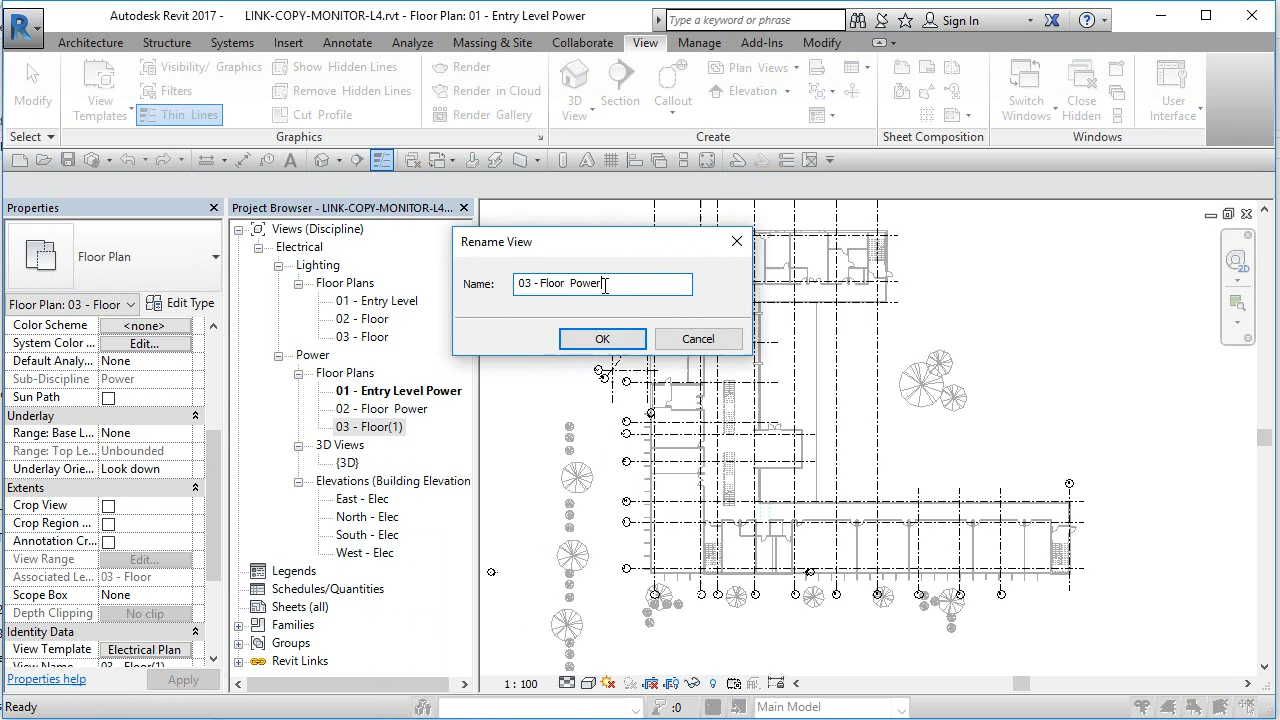 Autodesk Revit 2017 -     LINK-COPY-MONITOR-L4.rvt - Floor Plan: 01 - Entry Level Power
Type a keyword or phrase
Sign In
Architecture Structure Systems Insert Annotate Analyze Massing & Site Collaborate View Manage Add-Ins Modify
Modify
View
Templates
Visibility/ Graphics
Filters
Thin Lines
Show Hidden Lines
Remove Hidden Lines
Cut Profile
Render
Render in Cloud
Render Gallery
3D
View
Section
Callout
Plan Views
Elevation
Switch
Windows
Close
Hidden
User
Interface
Select Graphics Create Sheet Composition Windows
Properties
Floor Plan
Floor Plan: 03 - Floor
Edit Type
Color Scheme <none>
System Color ... Edit...
Default Analy... None
Sub-Discipline Power
Sun Path
Underlay
Range: Base L... None
Range: Top Le... Unbounded
Underlay Orie... Look down
Extents
Crop View
Crop Region ...
Annotation Cr...
View Range Edit...
Associated Le... 03 - Floor
Scope Box None
Depth Clipping No clip
Identity Data
View Template Electrical Plan
View Name 03 - Floor(1)
Properties help
Apply
Project Browser - LINK-COPY-MONITOR-L4...
Views (Discipline)
Electrical
Lighting
Floor Plans
01 - Entry Level
02 - Floor
03 - Floor
Power
Floor Plans
01 - Entry Level Power
02 - Floor  Power
03 - Floor(1)
3D Views
{3D}
Elevations (Building Elevation
East - Elec
North - Elec
South - Elec
West - Elec
Legends
Schedules/Quantities
Sheets (all)
Families
Groups
Revit Links
Rename View
Name: 03 - Floor  Power
OK Cancel
1 : 100
Ready
:0
Main Model